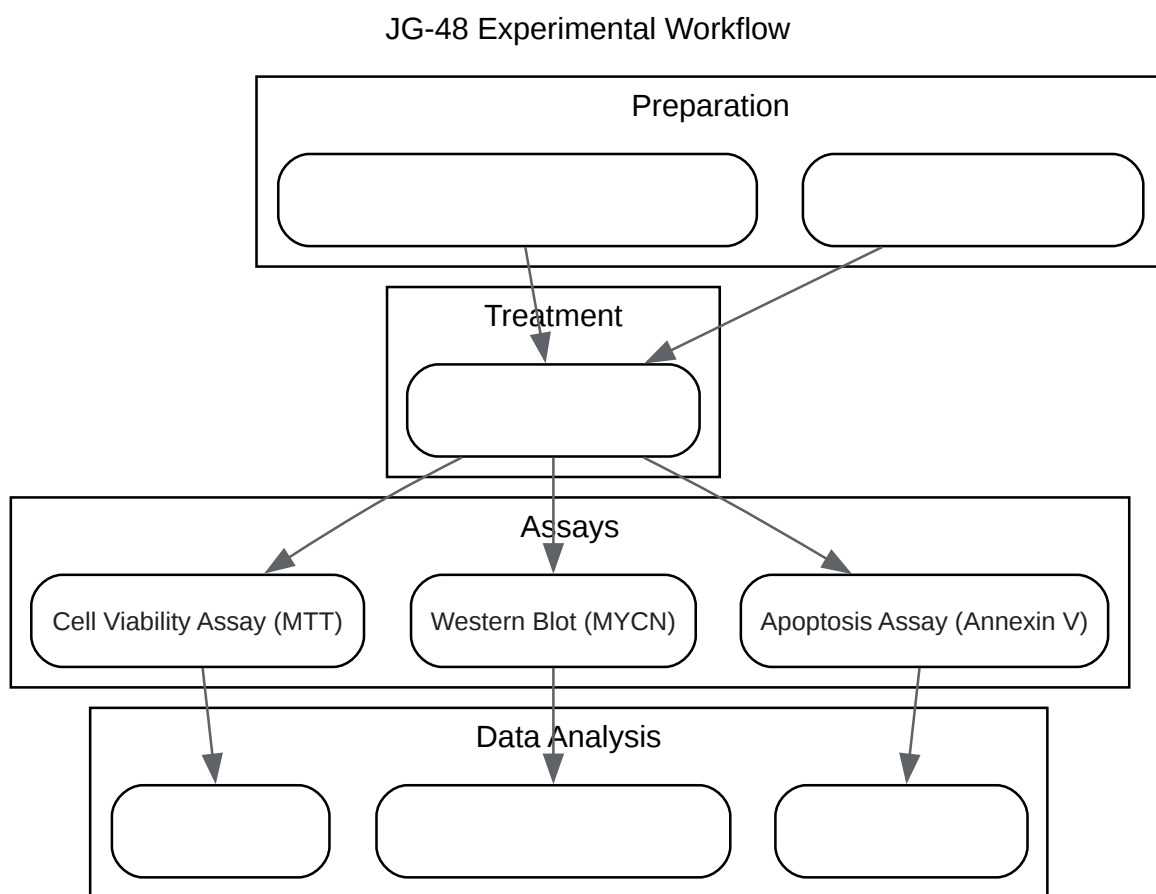 JG-48 Experimental Workflow
Preparation
Treatment
Assays
Cell Viability Assay (MTT)
Western Blot (MYCN)
Apoptosis Assay (Annexin V)
Data Analysis